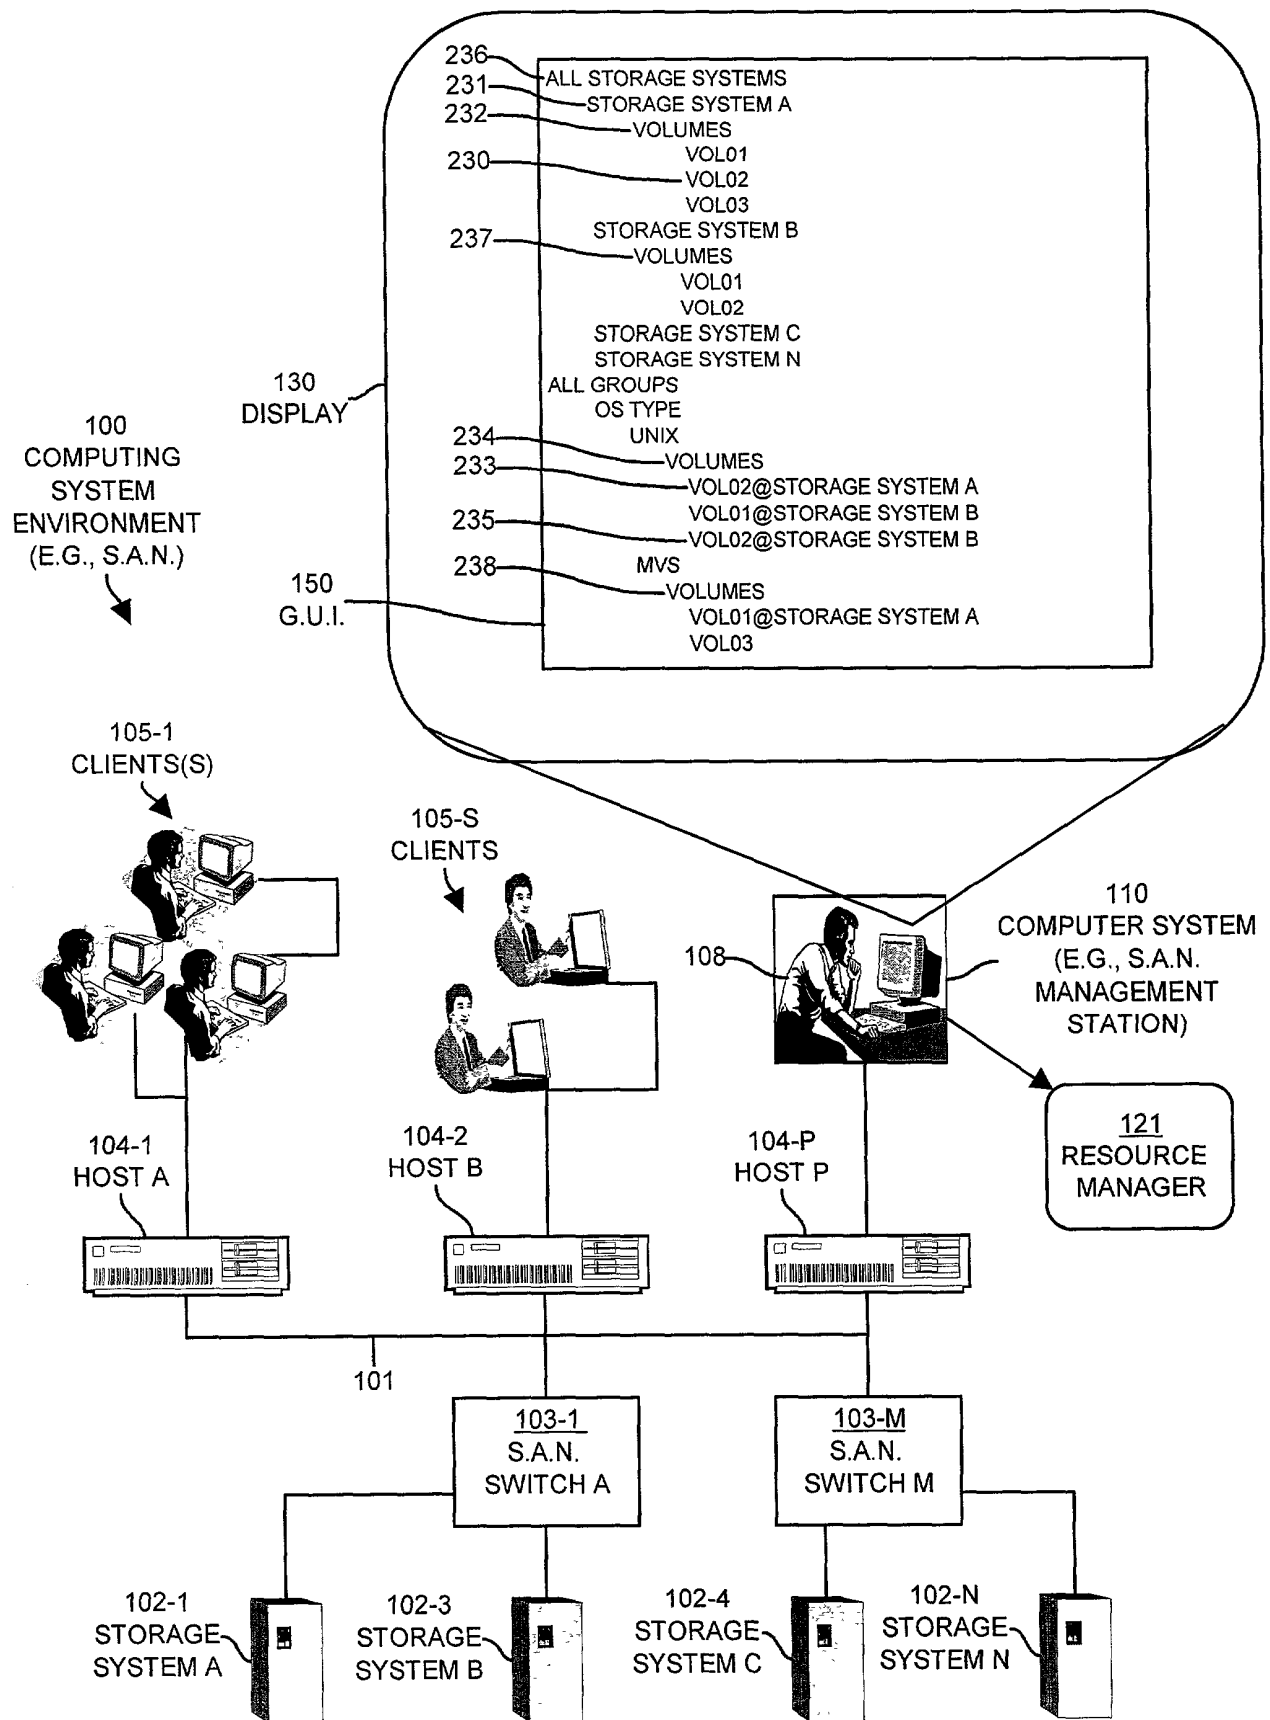 236
ALL STORAGE SYSTEMS
231
STORAGE SYSTEM A
232
VOLUMES
VOL01
230
VOL02
VOL03
STORAGE SYSTEM B
237
VOLUMES
VOL01
VOL02
STORAGE SYSTEM C
STORAGE SYSTEM N
ALL GROUPS
OS TYPE
UNIX
234
VOLUMES
233
VOL02@STORAGE SYSTEM A
VOL01@STORAGE SYSTEM B
235
VOL02@STORAGE SYSTEM B
MVS
238
VOLUMES
VOL01@STORAGE SYSTEM A
VOL03
130
DISPLAY
150
G.U.I.
100
COMPUTING
SYSTEM
ENVIRONMENT
(E.G., S.A.N.)
105-1
CLIENTS(S)
105-S
CLIENTS
108
110
COMPUTER SYSTEM
(E.G., S.A.N.
MANAGEMENT
STATION)
121
RESOURCE
MANAGER
104-1
HOST A
104-2
HOST B
104-P
HOST P
101
103-1
S.A.N.
SWITCH A
103-M
S.A.N.
SWITCH M
102-1
STORAGE
SYSTEM A
102-3
STORAGE
SYSTEM B
102-4
STORAGE
SYSTEM C
102-N
STORAGE
SYSTEM N